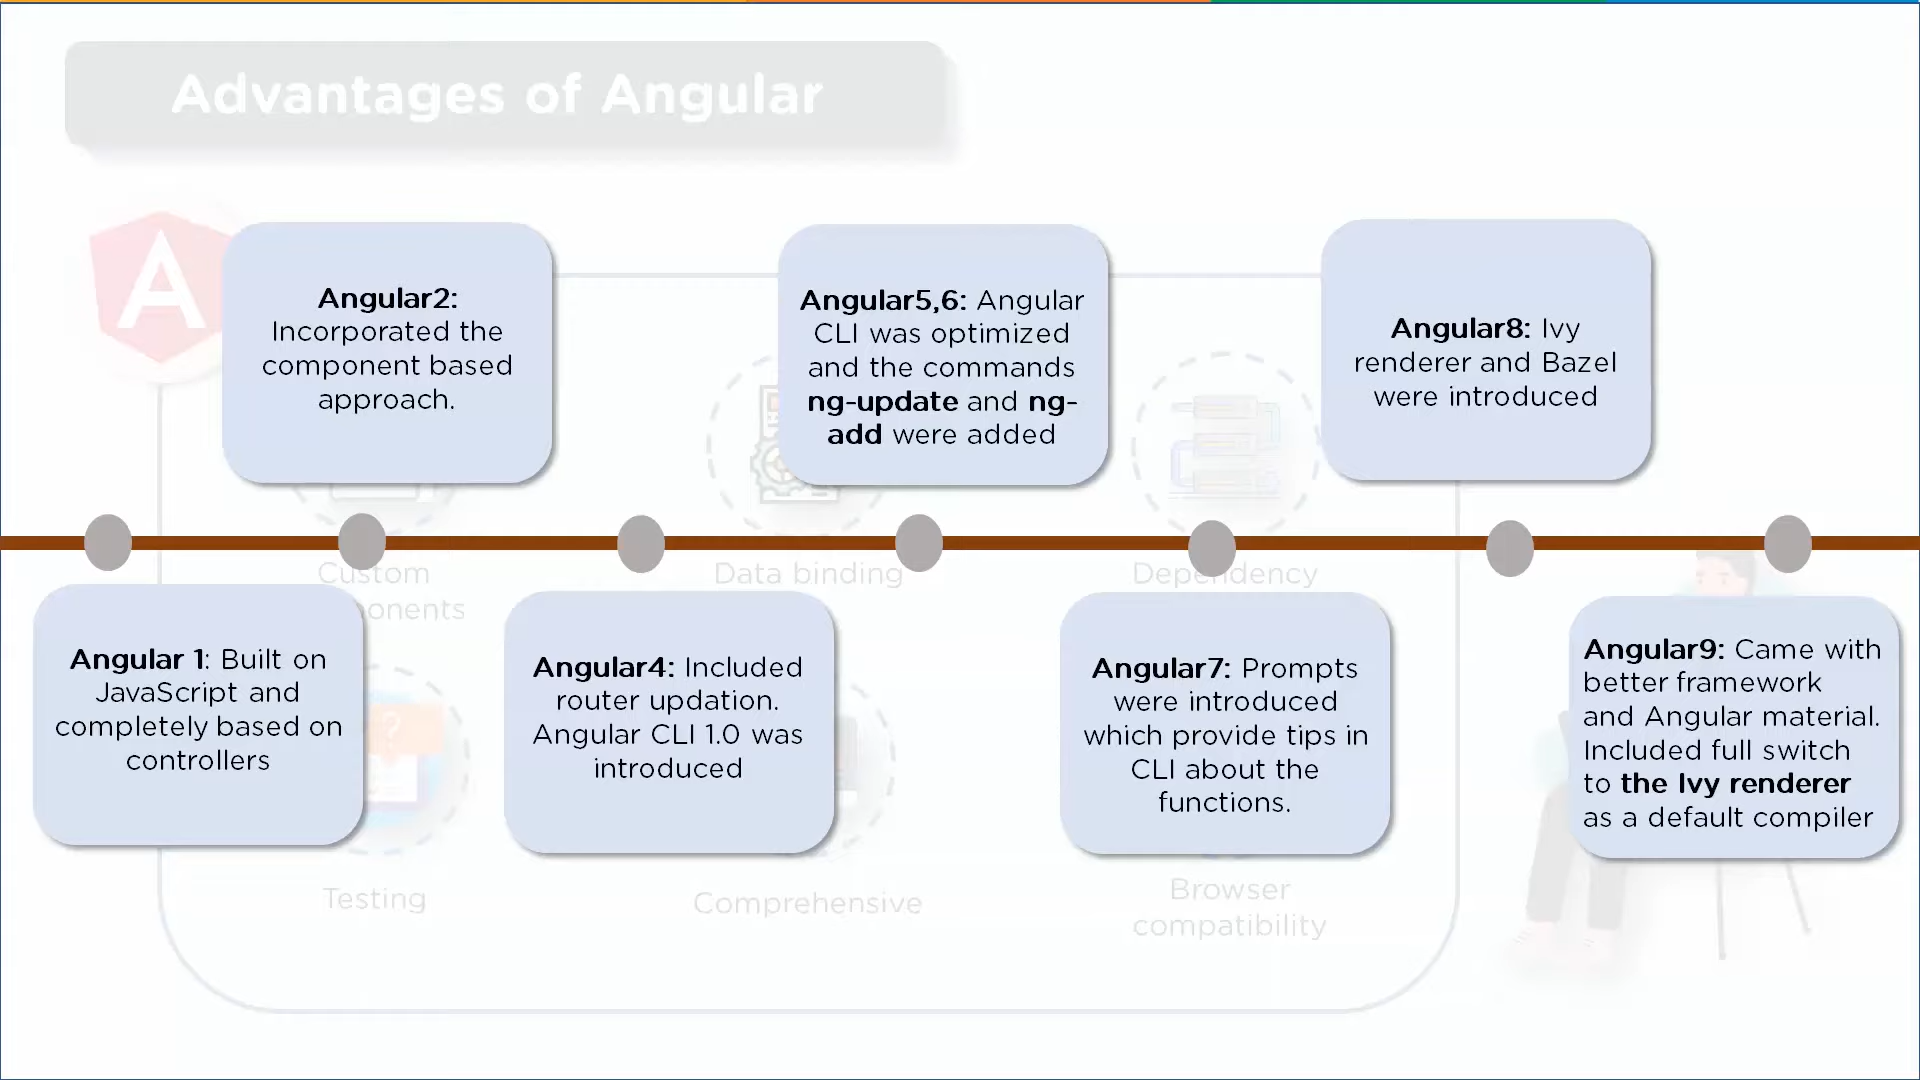 Advantages of Angular
A
Angular2:
Incorporated the
component based
approach.
Angular5,6: Angular
CLI was optimized
and the commands
ng-update and ng-
add were added
Angular8: Ivy
renderer and Bazel
were introduced
Custom
Data binding
Dependency
Angular 1: Built on
JavaScript and
completely based on
controllers
Angular4: Included
router updation.
Angular CLI 1.0 was
introduced
Angular7: Prompts
were introduced
which provide tips in
CLI about the
functions.
Angular9: Came with
better framework
and Angular material.
Included full switch
to the Ivy renderer
as a default compiler
Testing
Comprehensive
Browser
compatibility